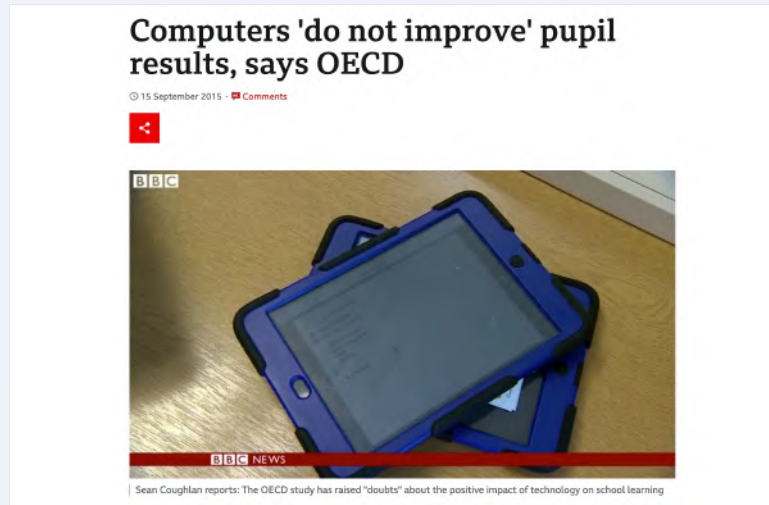 Computers 'do not improve' pupil
results, says OECD
15 September 2015 · Comments
BBC
BBC NEWS
Sean Coughlan reports: The OECD study has raised "doubts" about the positive impact of technology on school learning